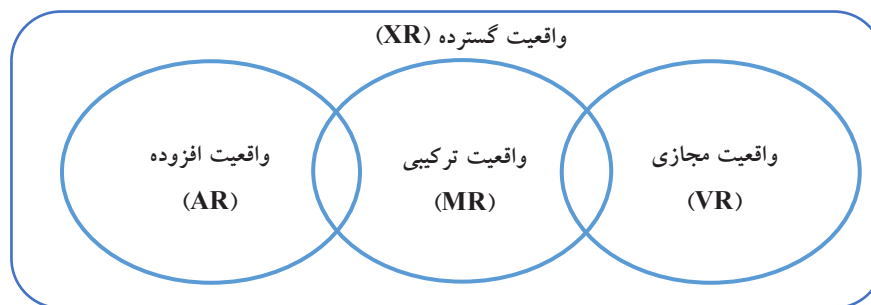 واقعیت گسترده (XR)
واقعیت مجازی
(VR)
واقعیت ترکیبی
(MR)
واقعیت افزوده
(AR)